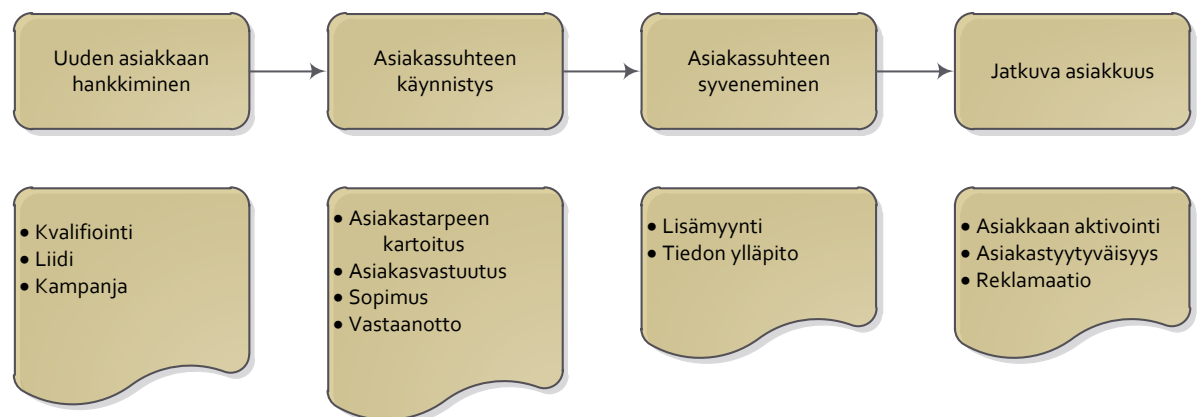 Uuden asiakkaan
hankkiminen
Asiakassuhteen
käynnistys
Asiakassuhteen
syveneminen
Jatkuva asiakkuus
• Kvalifiointi
• Liidi
• Kampanja
• Asiakastarpeen
kartoitus
• Asiakasvastuutus
• Sopimus
• Vastaanotto
• Lisämyynti
• Tiedon ylläpito
• Asiakkaan aktivointi
• Asiakastyytyväisyys
• Reklamaatio